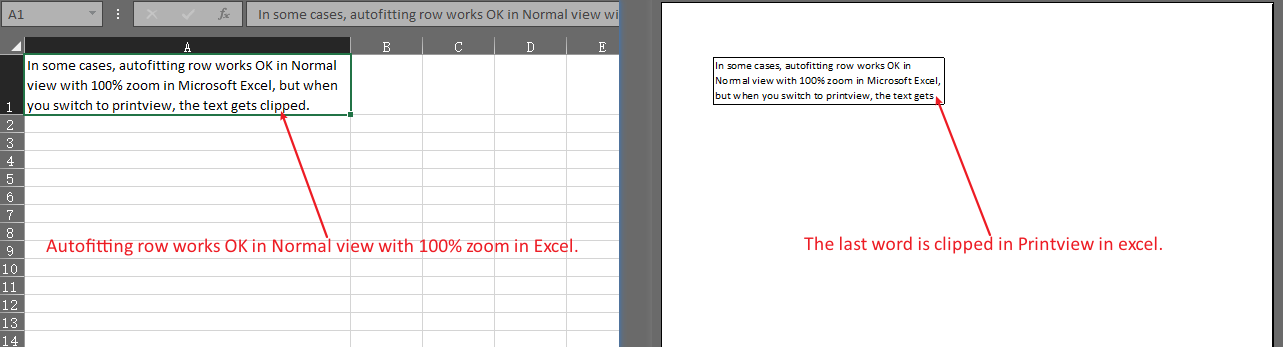 A1
In some cases, autofitting row works OK in Normal view wi
A B C D E
In some cases, autofitting row works OK in Normal
view with 100% zoom in Microsoft Excel, but when
you switch to printview, the text gets clipped.
1
2
3
4
5
6
7
8
9
10
11
12
13
14
Autofitting row works OK in Normal view with 100% zoom in Excel.
In some cases, autofitting row works OK in
Normal view with 100% zoom in Microsoft Excel,
but when you switch to printview, the text gets
The last word is clipped in Printview in excel.